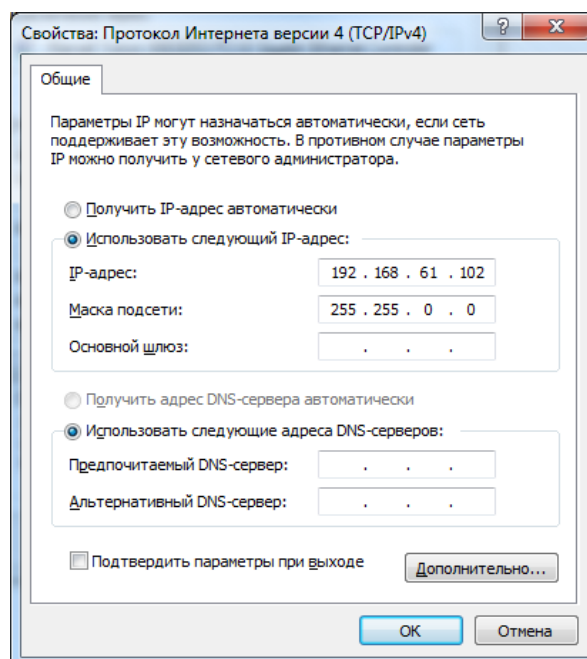 Свойства: Протокол Интернета версии 4 (TCP/IPv4)
Общие
Параметры IP могут назначаться автоматически, если сеть
поддерживает эту возможность. В противном случае параметры
IP можно получить у сетевого администратора.
Получить IP-адрес автоматически
Использовать следующий IP-адрес:
IP-адрес: 192 . 168 . 61 . 102
Маска подсети: 255 . 255 . 0 . 0
Основной шлюз: . . .
Получить адрес DNS-сервера автоматически
Использовать следующие адреса DNS-серверов:
Предпочитаемый DNS-сервер: . . .
Альтернативный DNS-сервер: . . .
Подтвердить параметры при выходе
Дополнительно...
ОК Отмена